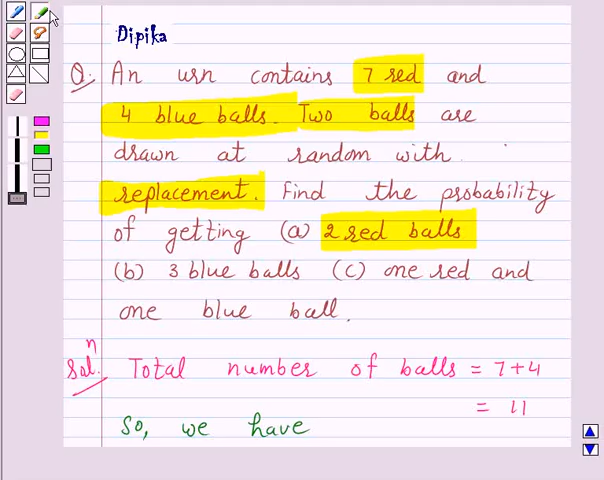 Dipika
Q. An urn contains 7 red and
4 blue balls. Two balls are
drawn at random with
replacement. Find the probability
of getting (a) 2 red balls
(b) 3 blue balls (c) one red and
one blue ball.
Solⁿ. Total number of balls = 7+4
= 11
So, we have